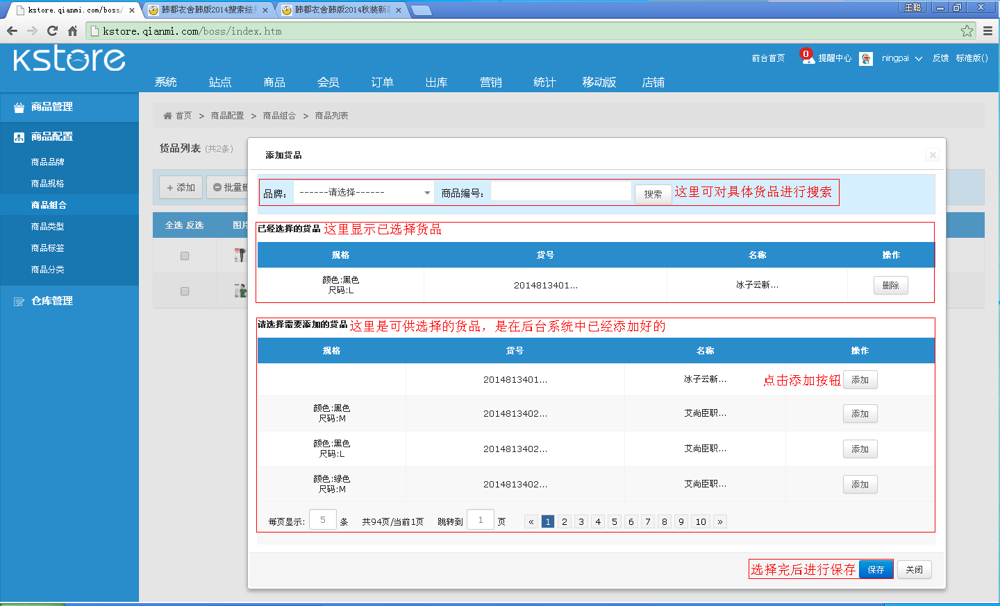 kstore.qianmi.com/boss/
韩都衣舍韩版2014搜索结果
韩都衣舍韩版2014秋装新
王聪
kstore.qianmi.com/boss/index.htm
kstore
前台首页
0
提醒中心
ningpai
反馈
标准版()
系统
站点
商品
会员
订单
出库
营销
统计
移动版
店铺
商品管理
商品配置
商品品牌
商品规格
商品组合
商品类型
商品标签
商品分类
仓库管理
首页 > 商品配置 > 商品组合 > 商品列表
货品列表 (共2条)
+ 添加
批量删
全选 反选
图片
添加货品
品牌： ------请选择------ 商品编号： 搜索 这里可对具体货品进行搜索
已经选择的货品 这里显示已选择货品
规格 货号 名称 操作
颜色:黑色
尺码:L
2014813401...
冰子云新...
删除
请选择需要添加的货品 这里是可供选择的货品，是在后台系统中已经添加好的
规格 货号 名称 操作
2014813401... 冰子云新... 点击添加按钮 添加
颜色:黑色
尺码:M
2014813402... 艾尚臣职... 添加
颜色:黑色
尺码:L
2014813402... 艾尚臣职... 添加
颜色:绿色
尺码:M
2014813402... 艾尚臣职... 添加
每页显示: 5 条 共94页/当前1页 跳转到 1 页 « 1 2 3 4 5 6 7 8 9 10 »
选择完后进行保存 保存 关闭